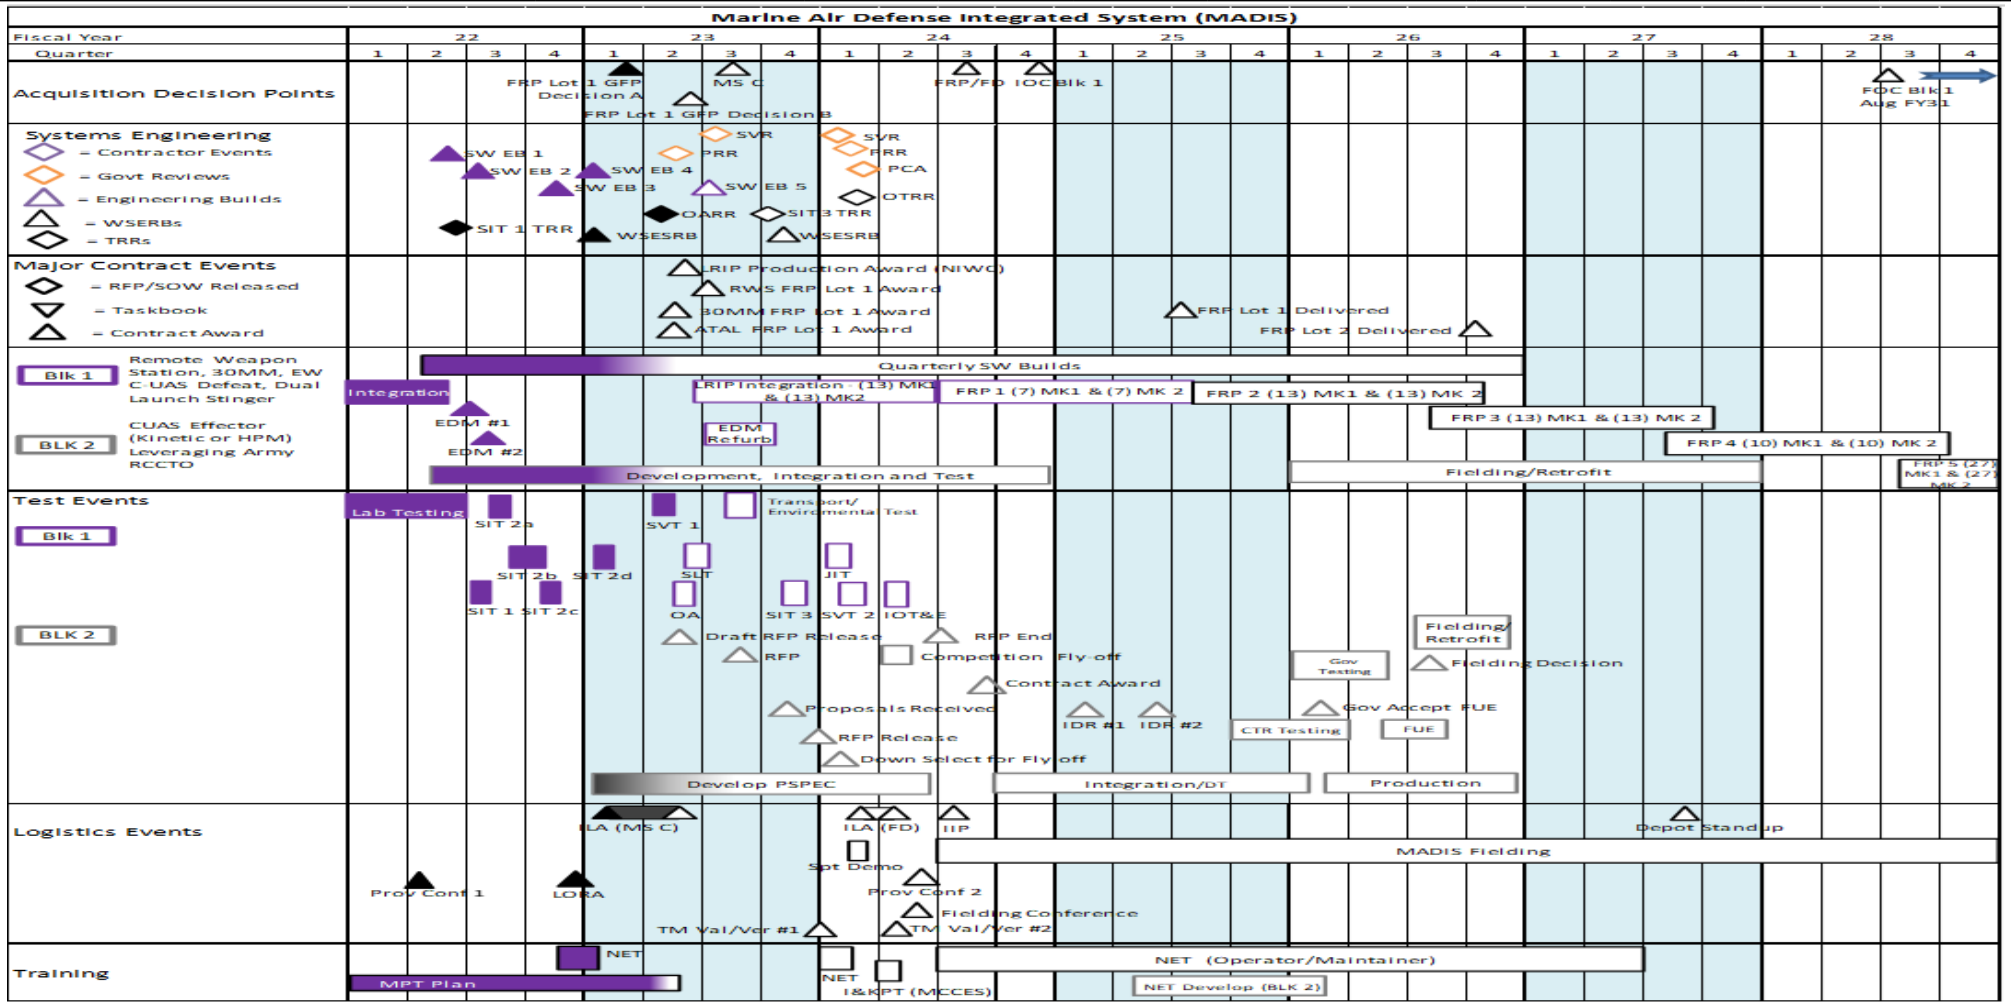 Marine Air Defense Integrated System (MADIS)
Fiscal Year 22 23 24 25 26 27 28
Quarter 1 2 3 4 1 2 3 4 1 2 3 4 1 2 3 4 1 2 3 4 1 2 3 4 1 2 3 4
Acquisition Decision Points
FRP Lot 1 GFP
Decision A
MS C
FRP Lot 1 GFP Decision B
FRP/FD
IOC Blk 1
FOC Blk 1
Aug FY31
Systems Engineering
= Contractor Events
= Govt Reviews
= Engineering Builds
= WSERBs
= TRRs
SW EB 1
SW EB 2
SW EB 3
SW EB 4
SW EB 5
SIT 1 TRR
SVR
PRR
OARR
SIT 3 TRR
WSESRB
WSESRB
SVR
PRR
PCA
OTRR
Major Contract Events
= RFP/SOW Released
= Taskbook
= Contract Award
LRIP Production Award (NIWC)
RWS FRP Lot 1 Award
30MM FRP Lot 1 Award
ATAL FRP Lot 1 Award
FRP Lot 1 Delivered
FRP Lot 2 Delivered
Blk 1
Remote Weapon
Station, 30MM, EW
C-UAS Defeat, Dual
Launch Stinger
BLK 2
CUAS Effector
(Kinetic or HPM)
Leveraging Army
RCCTO
Quarterly SW Builds
Integration
LRIP Integration - (13) MK1
& (13) MK2
FRP 1 (7) MK1 & (7) MK 2
FRP 2 (13) MK1 & (13) MK 2
FRP 3 (13) MK1 & (13) MK 2
FRP 4 (10) MK1 & (10) MK 2
FRP 5 (27)
MK1 & (27)
MK 2
EDM #1
EDM #2
EDM
Refurb
Development, Integration and Test
Fielding/Retrofit
Test Events
Blk 1
BLK 2
Lab Testing
SIT 2a
SVT 1
Transport/
Enviromental Test
SIT 2b
SIT 2d
SLT
JIT
SIT 1
SIT 2c
OA
SIT 3
SVT 2
IOT&E
Draft RFP Release
RFP End
RFP
Competition Fly-off
Contract Award
Proposals Received
RFP Release
Down Select for Fly off
IDR #1
IDR #2
Fielding/
Retrofit
Gov
Testing
Fielding Decision
Gov Accept FUE
CTR Testing
FUE
Develop PSPEC
Integration/DT
Production
Logistics Events
ILA (MS C)
ILA (FD)
IIP
Depot Standup
MADIS Fielding
Spt Demo
Prov Conf 1
LORA
Prov Conf 2
Fielding Conference
TM Val/Ver #1
TM Val/Ver #2
Training
NET
MPT Plan
NET
I&KPT (MCCES)
NET (Operator/Maintainer)
NET Develop (BLK 2)